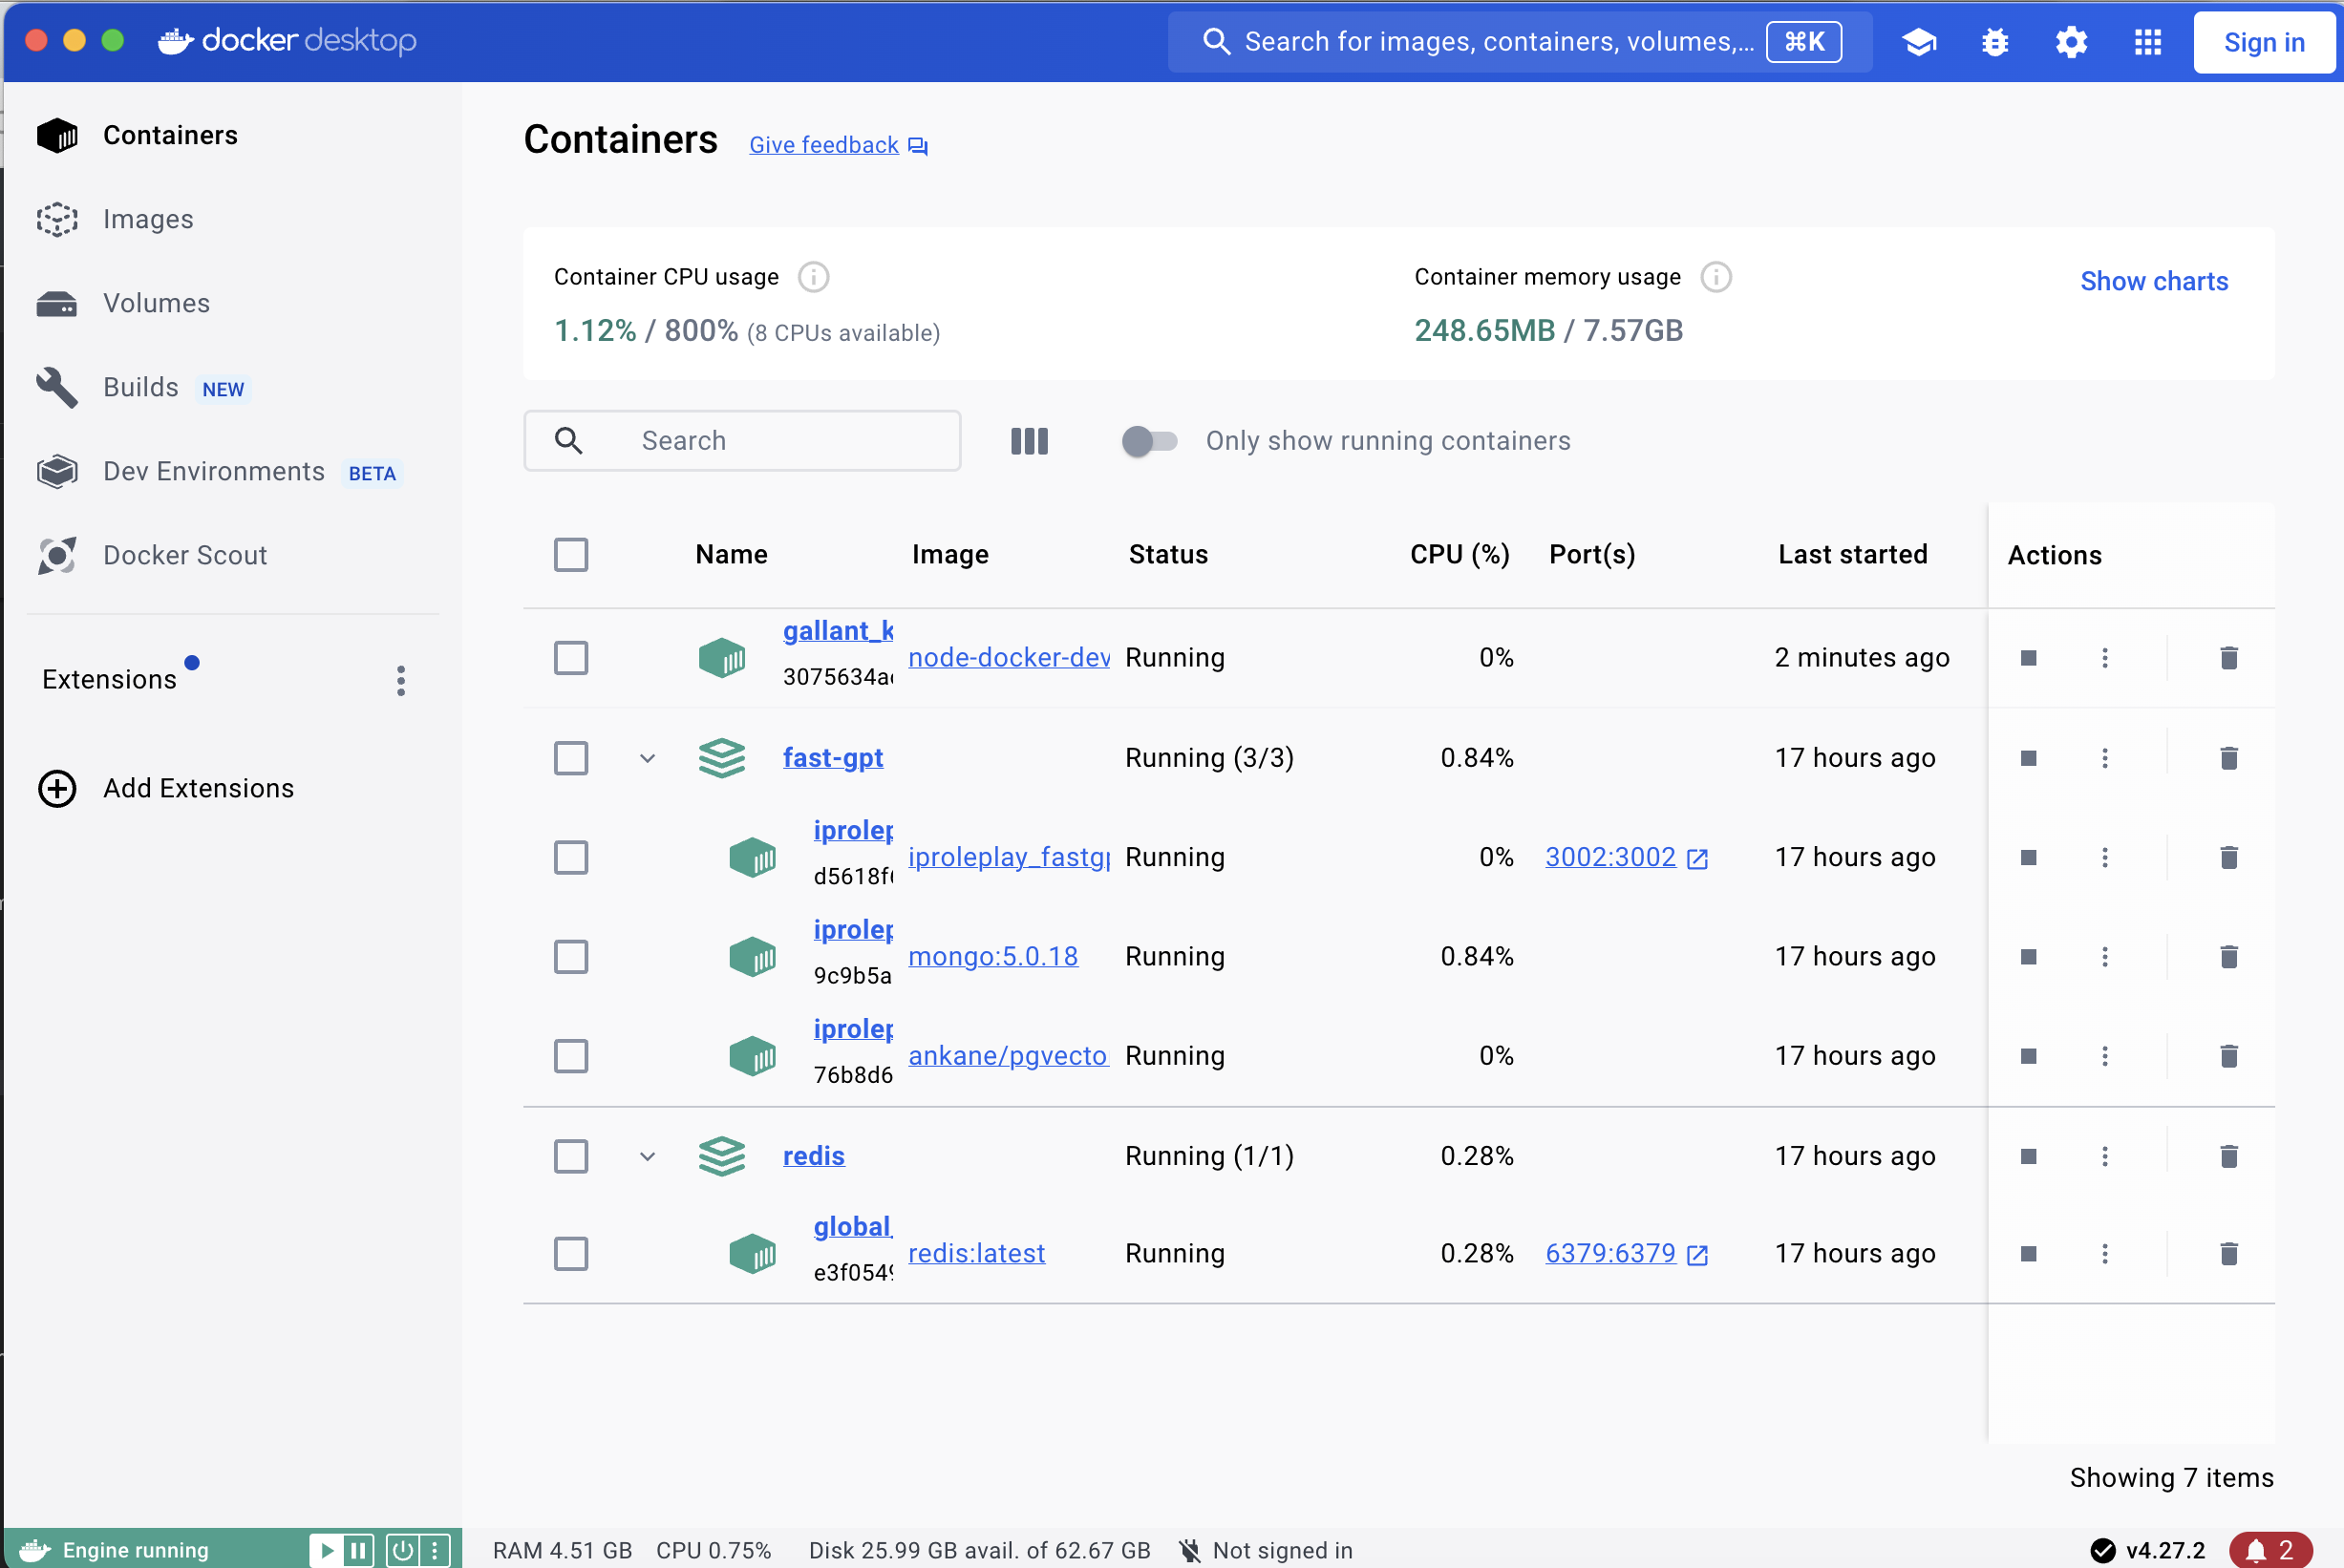 docker desktop
Search for images, containers, volumes,... ⌘K
Sign in
Containers
Images
Volumes
Builds NEW
Dev Environments BETA
Docker Scout
Extensions
Add Extensions
Containers Give feedback
Container CPU usage
1.12% / 800% (8 CPUs available)
Container memory usage
248.65MB / 7.57GB
Show charts
Search
Only show running containers
Name Image Status CPU (%) Port(s) Last started Actions
gallant_k
3075634a
node-docker-dev Running 0% 2 minutes ago
fast-gpt Running (3/3) 0.84% 17 hours ago
iprolep
d5618f
iproleplay_fastgp Running 0% 3002:3002 17 hours ago
iprolep
9c9b5a
mongo:5.0.18 Running 0.84% 17 hours ago
iprolep
76b8d6
ankane/pgvecto Running 0% 17 hours ago
redis Running (1/1) 0.28% 17 hours ago
global_
e3f0549
redis:latest Running 0.28% 6379:6379 17 hours ago
Showing 7 items
Engine running
RAM 4.51 GB CPU 0.75% Disk 25.99 GB avail. of 62.67 GB Not signed in
v4.27.2 2